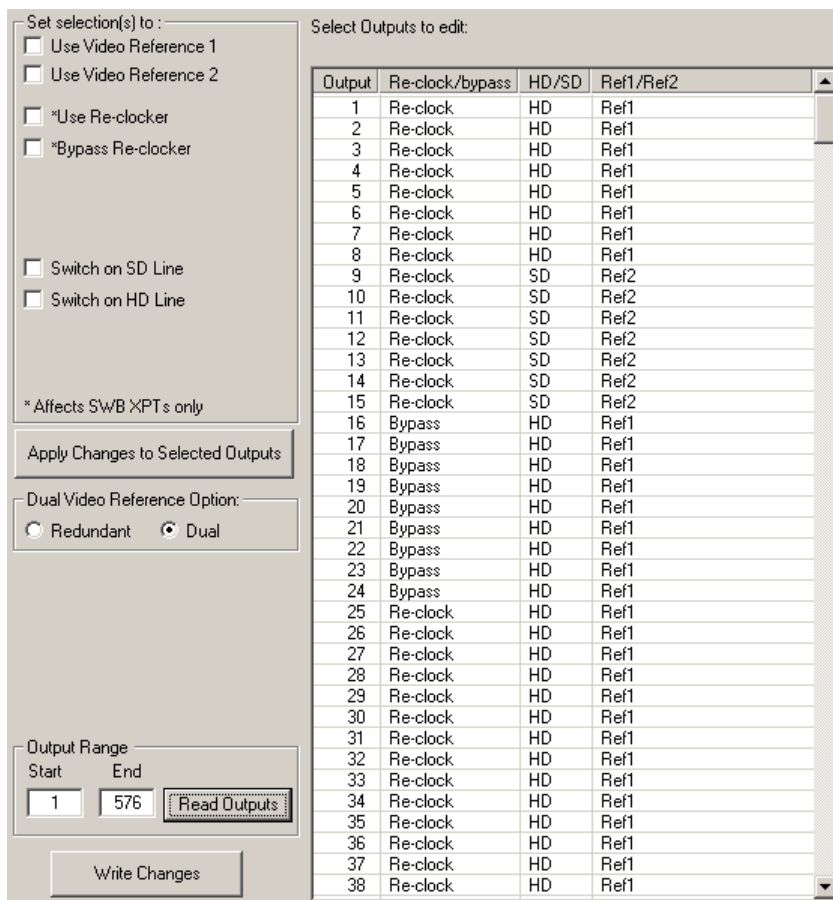 Set selection(s) to :
Use Video Reference 1
Use Video Reference 2
*Use Re-clocker
*Bypass Re-clocker
Switch on SD Line
Switch on HD Line
* Affects SWB XPTs only
Apply Changes to Selected Outputs
Dual Video Reference Option:
Redundant Dual
Output Range
Start End
1 576 Read Outputs
Write Changes
Select Outputs to edit:
Output Re-clock/bypass HD/SD Ref1/Ref2
1 Re-clock HD Ref1
2 Re-clock HD Ref1
3 Re-clock HD Ref1
4 Re-clock HD Ref1
5 Re-clock HD Ref1
6 Re-clock HD Ref1
7 Re-clock HD Ref1
8 Re-clock HD Ref1
9 Re-clock SD Ref2
10 Re-clock SD Ref2
11 Re-clock SD Ref2
12 Re-clock SD Ref2
13 Re-clock SD Ref2
14 Re-clock SD Ref2
15 Re-clock SD Ref2
16 Bypass HD Ref1
17 Bypass HD Ref1
18 Bypass HD Ref1
19 Bypass HD Ref1
20 Bypass HD Ref1
21 Bypass HD Ref1
22 Bypass HD Ref1
23 Bypass HD Ref1
24 Bypass HD Ref1
25 Re-clock HD Ref1
26 Re-clock HD Ref1
27 Re-clock HD Ref1
28 Re-clock HD Ref1
29 Re-clock HD Ref1
30 Re-clock HD Ref1
31 Re-clock HD Ref1
32 Re-clock HD Ref1
33 Re-clock HD Ref1
34 Re-clock HD Ref1
35 Re-clock HD Ref1
36 Re-clock HD Ref1
37 Re-clock HD Ref1
38 Re-clock HD Ref1